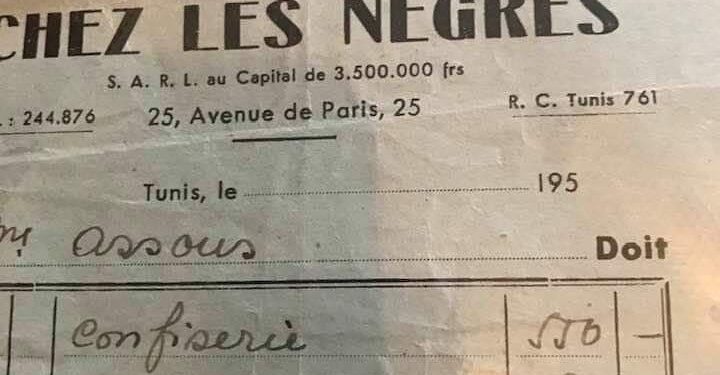 CHEZ LES NEGRES
S. A. R. L. au Capital de 3.500.000 frs
. : 244.876 25, Avenue de Paris, 25 R. C. Tunis 761
Tunis, le 195
Assous Doit
Confiserie 550 —